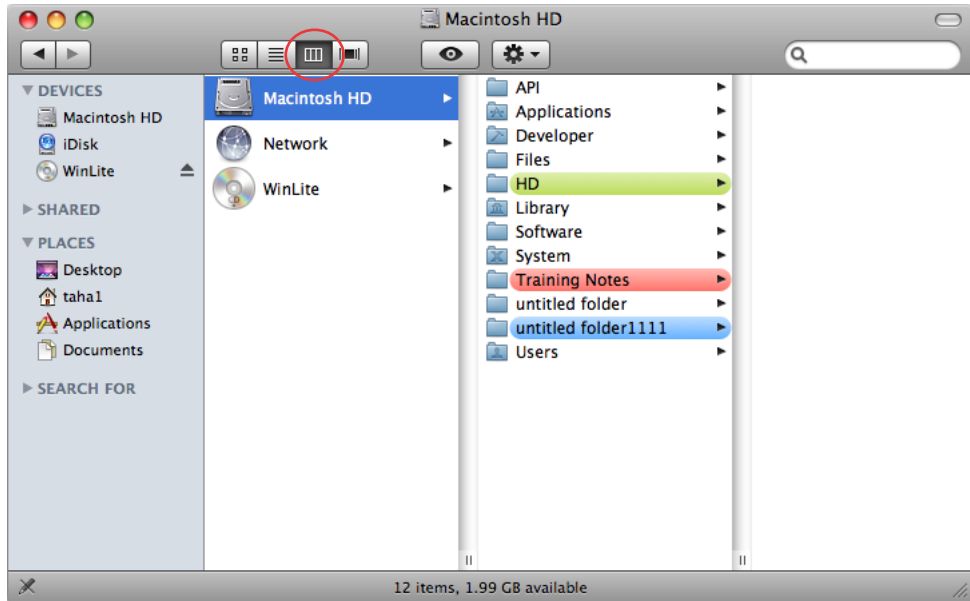 Macintosh HD
DEVICES
Macintosh HD
iDisk
WinLite
SHARED
PLACES
Desktop
taha1
Applications
Documents
SEARCH FOR
Macintosh HD
Network
WinLite
API
Applications
Developer
Files
HD
Library
Software
System
Training Notes
untitled folder
untitled folder1111
Users
12 items, 1.99 GB available